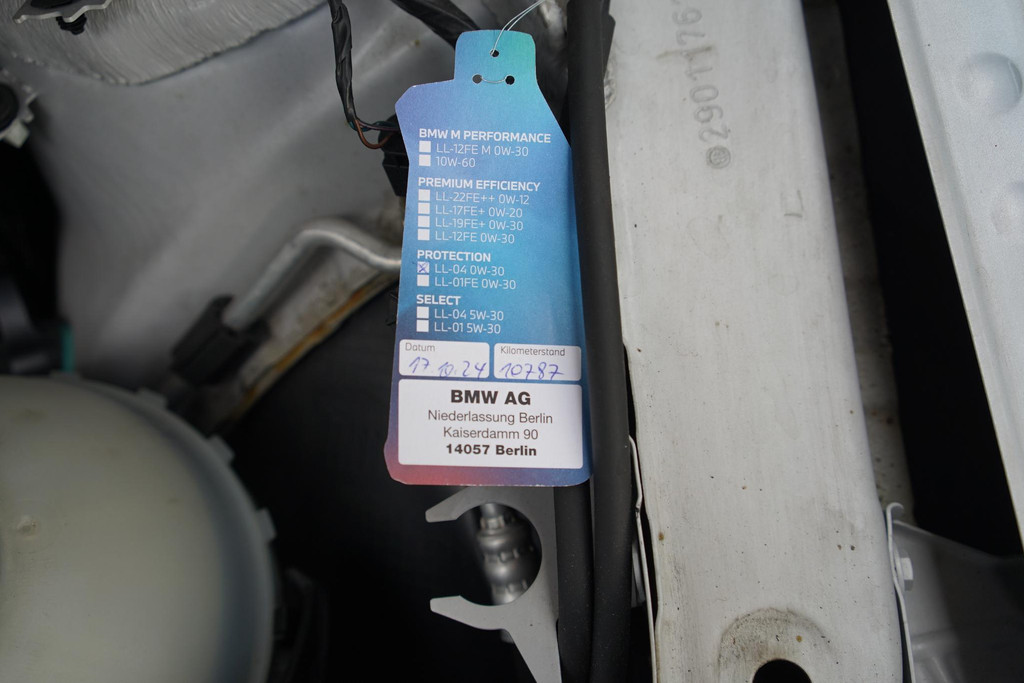 BMW M PERFORMANCE
LL-12FE M 0W-30
10W-60
PREMIUM EFFICIENCY
LL-22FE++ 0W-12
LL-17FE+ 0W-20
LL-19FE+ 0W-30
LL-12FE 0W-30
PROTECTION
LL-04 0W-30
LL-01FE 0W-30
SELECT
LL-04 5W-30
LL-01 5W-30
Datum
17.10.24
Kilometerstand
10787
BMW AG
Niederlassung Berlin
Kaiserdamm 90
14057 Berlin